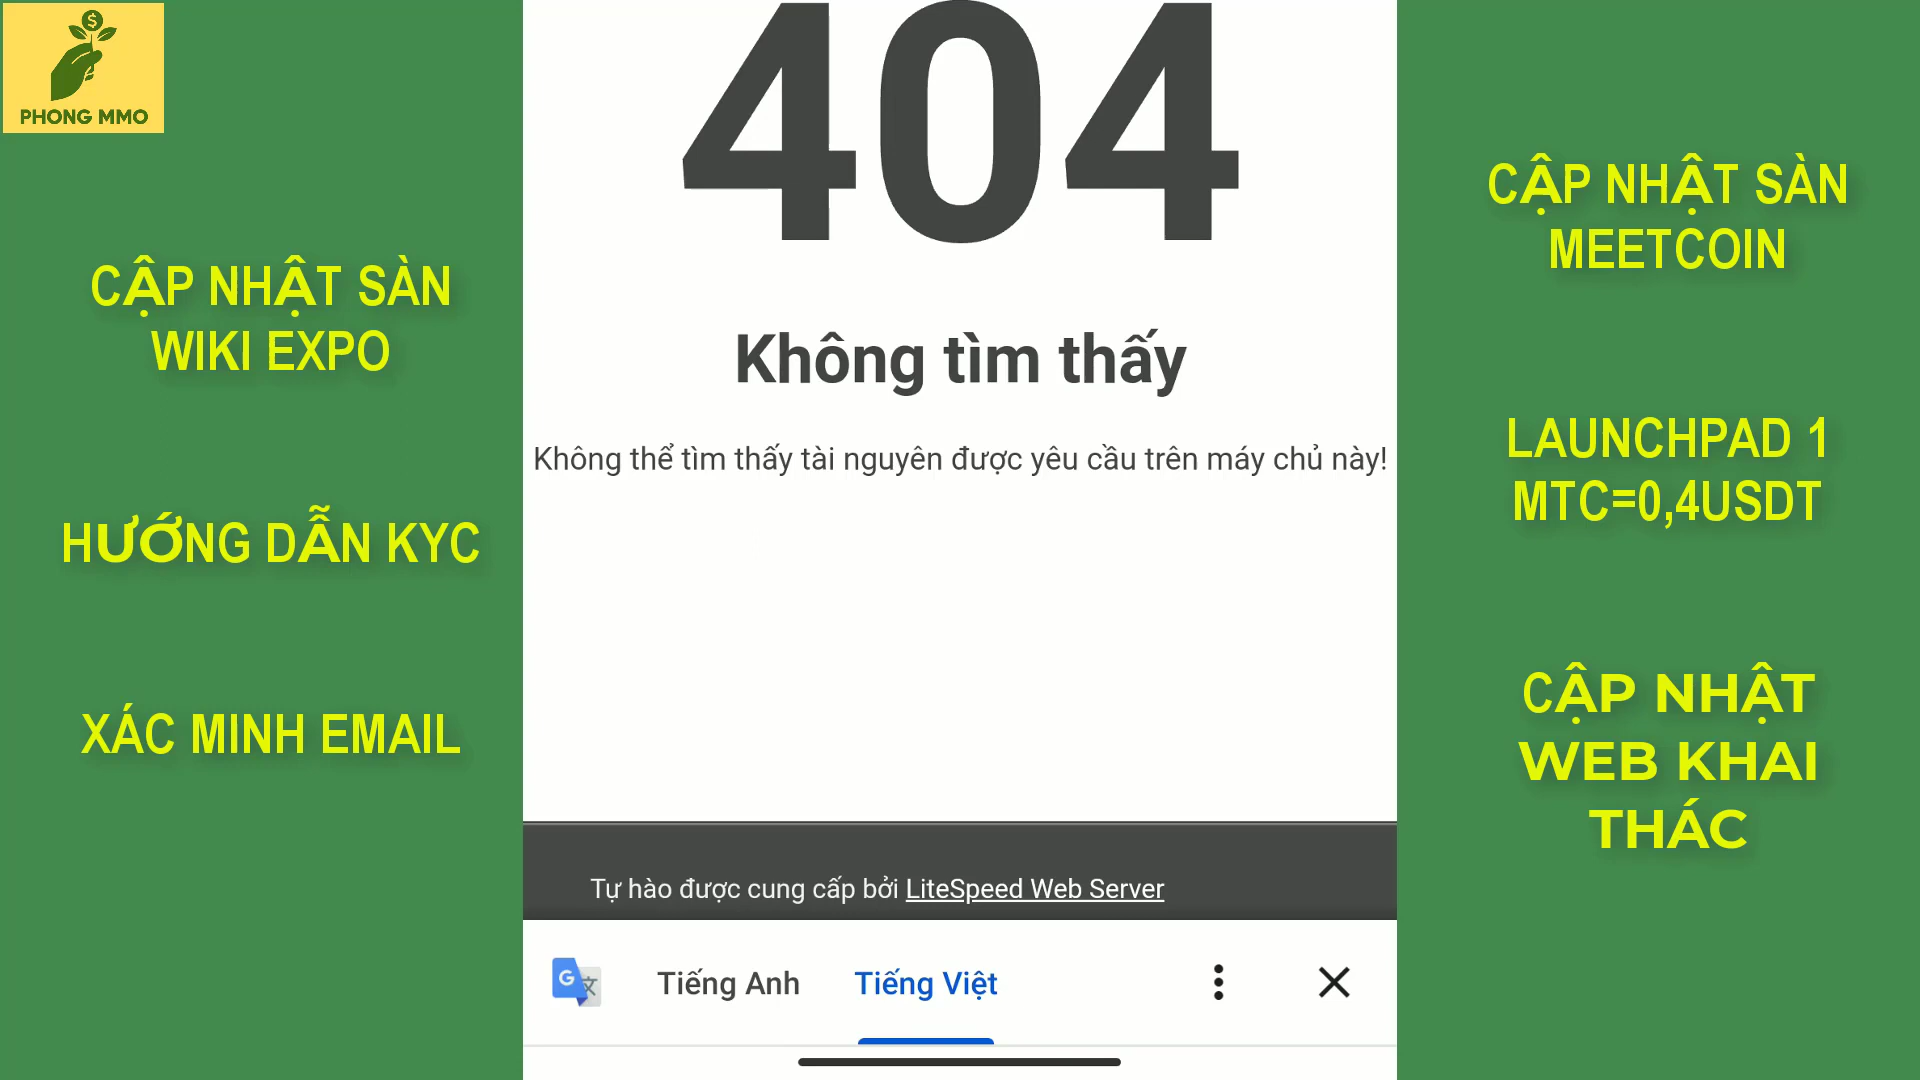 $
PHONG MMO
CẬP NHẬT SÀN
WIKI EXPO
HƯỚNG DẪN KYC
XÁC MINH EMAIL
404
Không tìm thấy
Không thể tìm thấy tài nguyên được yêu cầu trên máy chủ này!
Tự hào được cung cấp bởi LiteSpeed Web Server
G 文
Tiếng Anh
Tiếng Việt
CẬP NHẬT SÀN
MEETCOIN
LAUNCHPAD 1
MTC=0,4USDT
CẬP NHẬT
WEB KHAI
THÁC